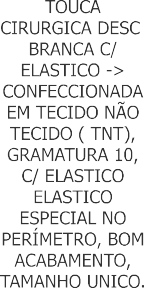 TOUCA
CIRURGICA DESC
BRANCA C/
ELASTICO ->
CONFECCIONADA
EM TECIDO NÃO
TECIDO ( TNT),
GRAMATURA 10,
C/ ELASTICO
ELASTICO
ESPECIAL NO
PERÍMETRO, BOM
ACABAMENTO,
TAMANHO UNICO.